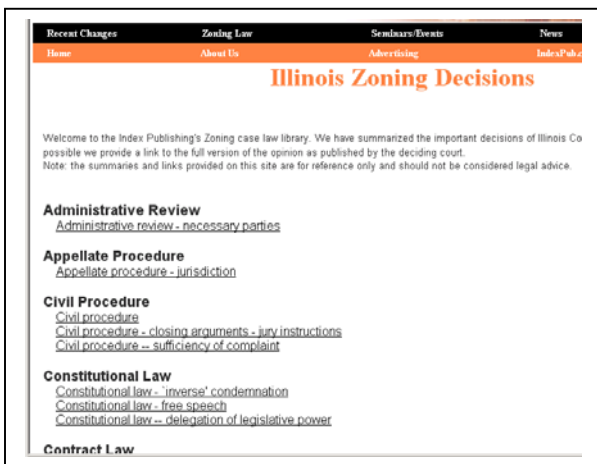 Recent Changes Zoning Law Seminars/Events News
Home About Us Advertising
Illinois Zoning Decisions
Welcome to the Index Publishing's Zoning case law library. We have summarized the important decisions of Illinois Co
possible we provide a link to the full version of the opinion as published by the deciding court.
Note: the summaries and links provided on this site are for reference only and should not be considered legal advice.
Administrative Review
Administrative review - necessary parties
Appellate Procedure
Appellate procedure - jurisdiction
Civil Procedure
Civil procedure
Civil procedure - closing arguments - jury instructions
Civil procedure -- sufficiency of complaint
Constitutional Law
Constitutional law - `inverse' condemnation
Constitutional law - free speech
Constitutional law -- delegation of legislative power
Contract Law